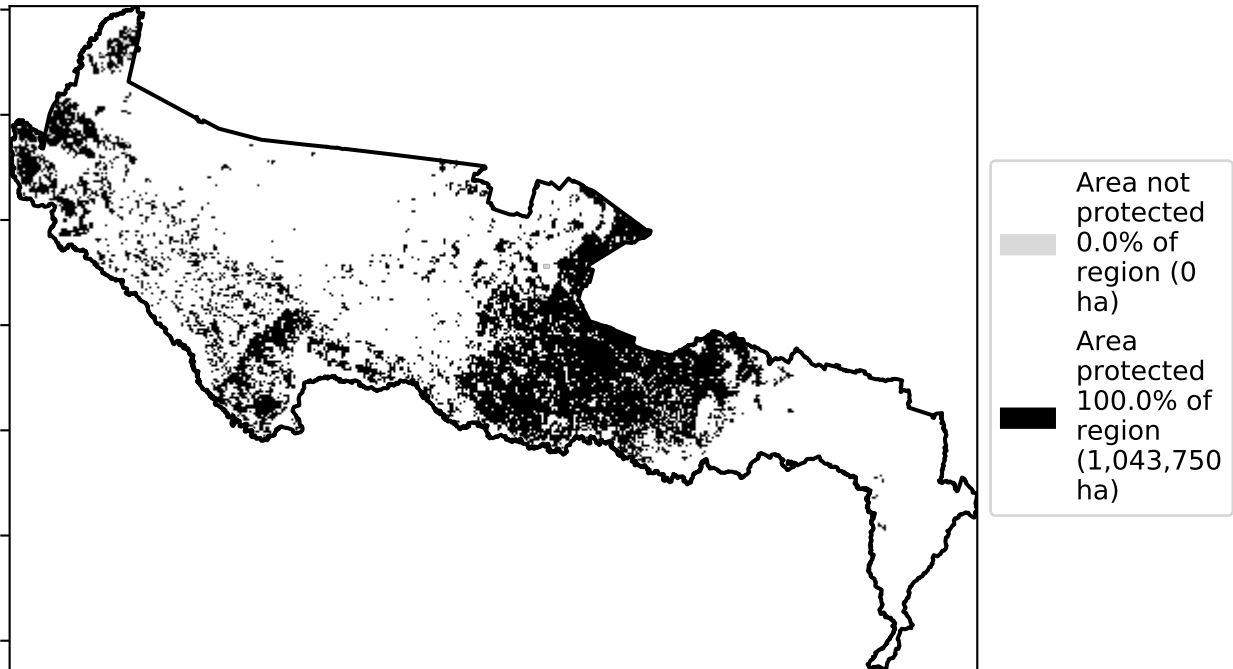 Area not
protected
0.0% of
region (0
ha)
Area
protected
100.0% of
region
(1,043,750
ha)